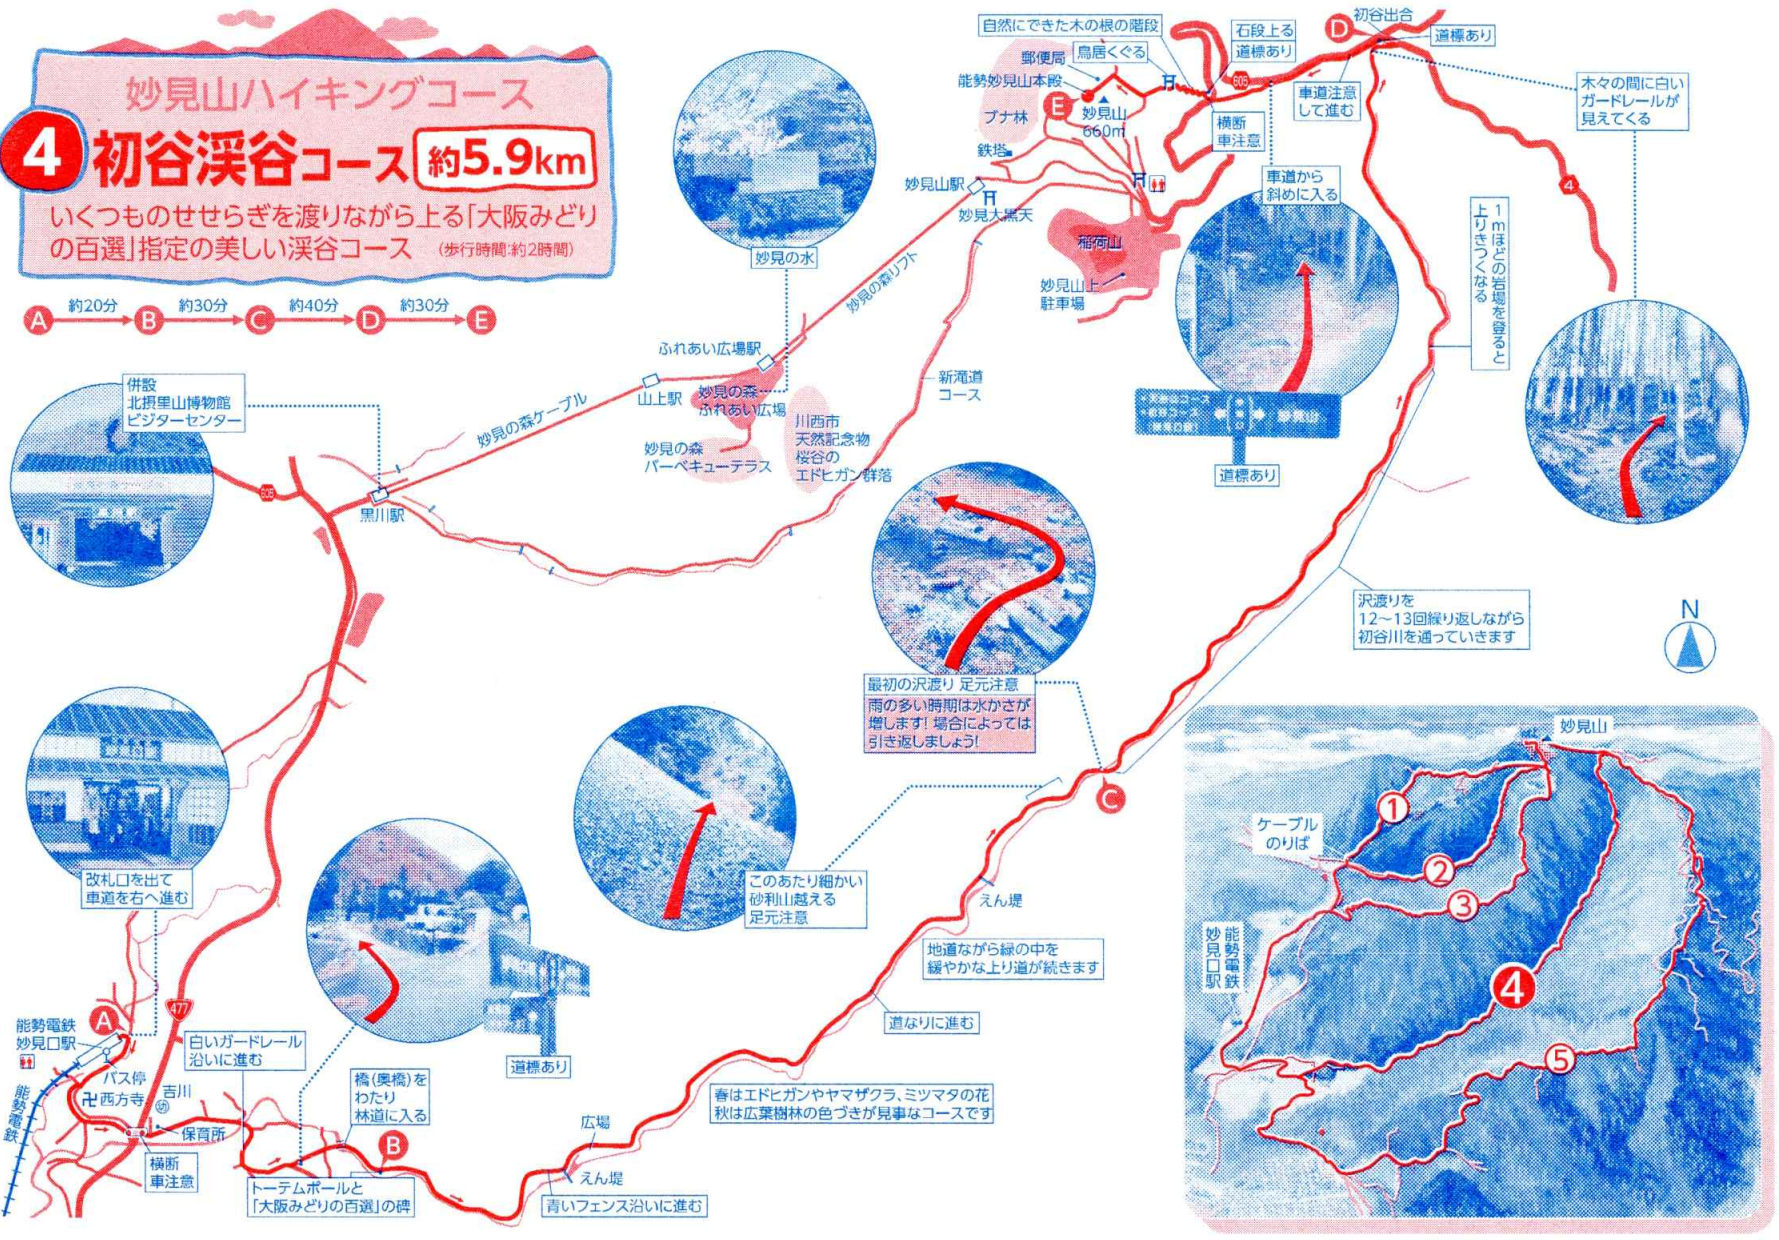 妙見山ハイキングコース
4 初谷渓谷コース 約5.9km
いくつものせせらぎを渡りながら上る「大阪みどり
の百選」指定の美しい渓谷コース (歩行時間:約2時間)
A 約20分 B 約30分 C 約40分 D 約30分 E
妙見の水
自然にできた木の根の階段
郵便局
鳥居くぐる
能勢妙見山本殿
E
妙見山
660m
ブナ林
鉄塔
妙見山駅
妙見大黒天
稲荷山
妙見山上
駐車場
石段上る
道標あり
605
横断
車注意
車道注意
して進む
D
初谷出合
道標あり
4
木々の間に白い
ガードレールが
見えてくる
車道から
斜めに入る
妙見山
道標あり
1mほどの岩場を登ると
上りきつくなる
妙見の森リフト
ふれあい広場駅
山上駅
妙見の森
ふれあい広場
妙見の森
バーベキューテラス
川西市
天然記念物
桜谷の
エドヒガン群落
新滝道
コース
妙見の森ケーブル
併設
北摂里山博物館
ビジターセンター
黒川駅
沢渡りを
12〜13回繰り返しながら
初谷川を通っていきます
N
最初の沢渡り 足元注意
雨の多い時期は水かさが
増します!場合によっては
引き返しましょう!
C
このあたり細かい
砂利山越える
足元注意
えん堤
地道ながら緑の中を
緩やかな上り道が続きます
道なりに進む
春はエドヒガンやヤマザクラ、ミツマタの花
秋は広葉樹林の色づきが見事なコースです
広場
えん堤
青いフェンス沿いに進む
改札口を出て
車道を右へ進む
477
A
能勢電鉄
妙見口駅
能勢電鉄
バス停
卍西方寺
吉川
幼
保育所
横断
車注意
白いガードレール
沿いに進む
道標あり
橋(奥橋)を
わたり
林道に入る
B
トーテムポールと
「大阪みどりの百選」の碑
妙見山
ケーブル
のりば
能勢電鉄
妙見口駅
1
2
3
4
5